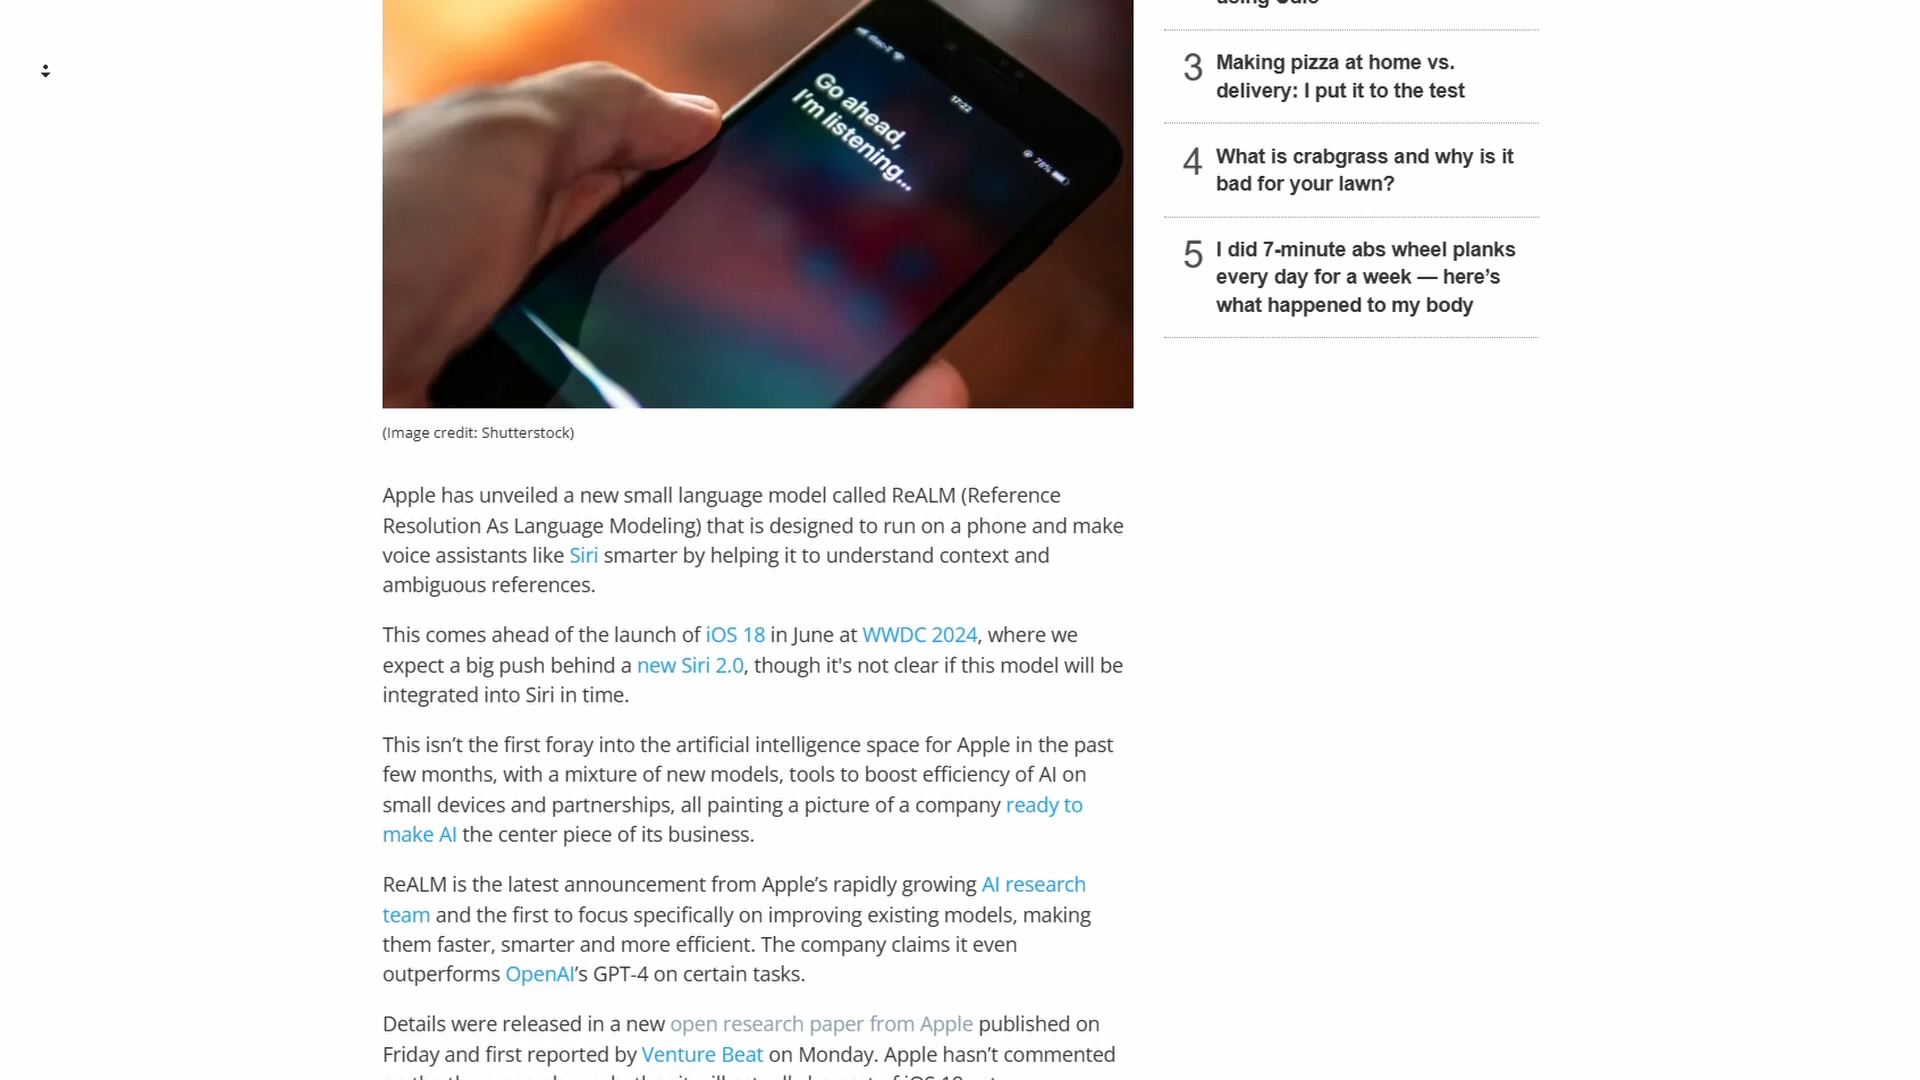 Go ahead,
I'm listening...
17:22
78%
(Image credit: Shutterstock)
Apple has unveiled a new small language model called ReALM (Reference
Resolution As Language Modeling) that is designed to run on a phone and make
voice assistants like Siri smarter by helping it to understand context and
ambiguous references.
This comes ahead of the launch of iOS 18 in June at WWDC 2024, where we
expect a big push behind a new Siri 2.0, though it's not clear if this model will be
integrated into Siri in time.
This isn’t the first foray into the artificial intelligence space for Apple in the past
few months, with a mixture of new models, tools to boost efficiency of AI on
small devices and partnerships, all painting a picture of a company ready to
make AI the center piece of its business.
ReALM is the latest announcement from Apple’s rapidly growing AI research
team and the first to focus specifically on improving existing models, making
them faster, smarter and more efficient. The company claims it even
outperforms OpenAI’s GPT-4 on certain tasks.
Details were released in a new open research paper from Apple published on
Friday and first reported by Venture Beat on Monday. Apple hasn’t commented
3 Making pizza at home vs.
delivery: I put it to the test
4 What is crabgrass and why is it
bad for your lawn?
5 I did 7-minute abs wheel planks
every day for a week — here’s
what happened to my body